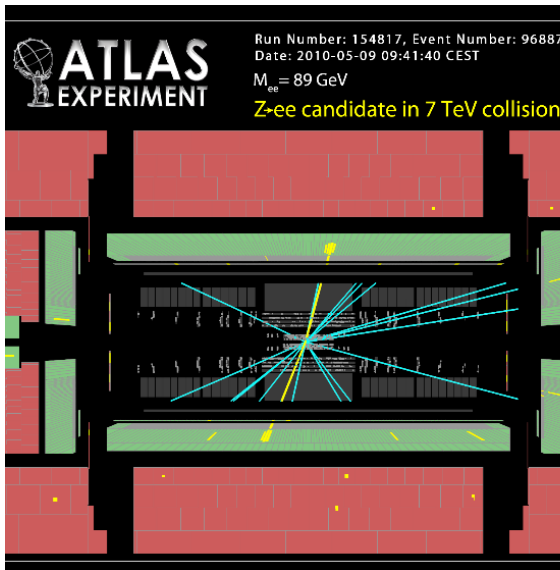 ATLAS
EXPERIMENT
Run Number: 154817, Event Number: 96887
Date: 2010-05-09 09:41:40 CEST
M_ee = 89 GeV
Z→ee candidate in 7 TeV collision